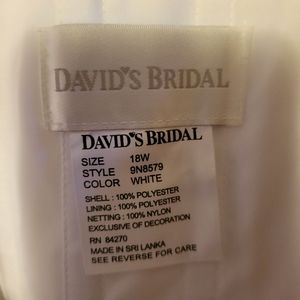 DAVID'S BRIDAL
DAVID'S BRIDAL
SIZE 18W
STYLE 9N8579
COLOR WHITE
SHELL : 100% POLYESTER
LINING : 100% POLYESTER
NETTING : 100% NYLON
EXCLUSIVE OF DECORATION
RN 84270
MADE IN SRI LANKA
SEE REVERSE FOR CARE